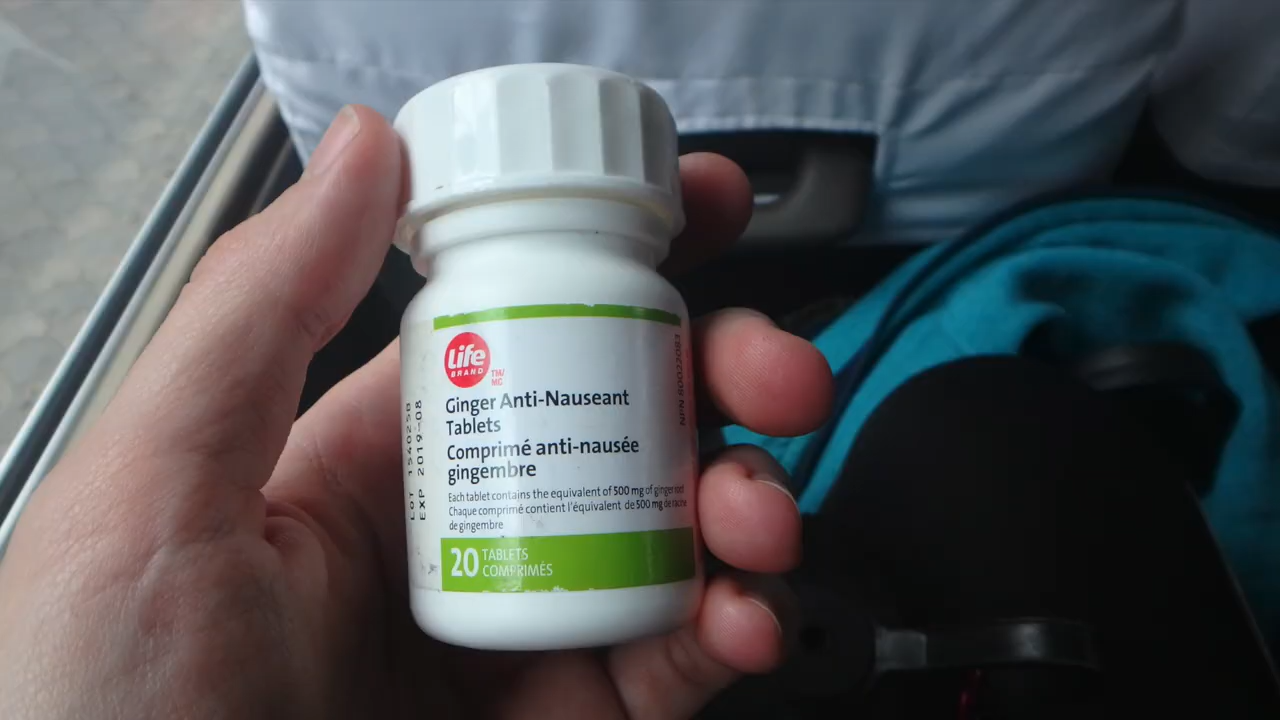 Life
BRAND
TM/
MC
Ginger Anti-Nauseant
Tablets
Comprimé anti-nausée
gingembre
Each tablet contains the equivalent of 500 mg of ginger root
Chaque comprimé contient l'équivalent de 500 mg de racine
de gingembre
20 TABLETS
COMPRIMÉS
LOT 154025B
EXP 2019-08
NPN 80022083